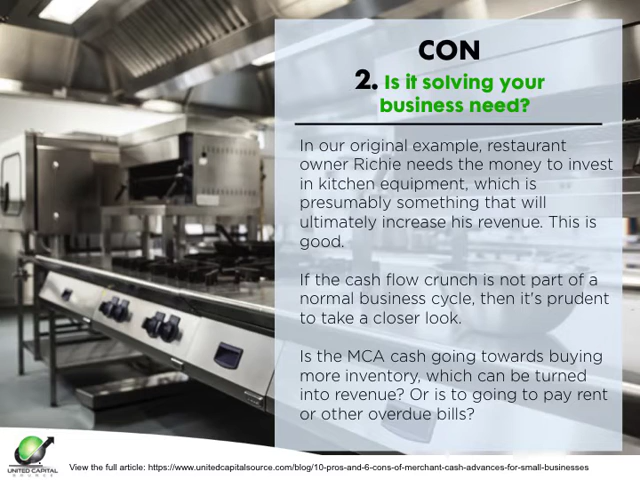 CON
2. Is it solving your
business need?
In our original example, restaurant
owner Richie needs the money to invest
in kitchen equipment, which is
presumably something that will
ultimately increase his revenue. This is
good.
If the cash flow crunch is not part of a
normal business cycle, then it's prudent
to take a closer look.
Is the MCA cash going towards buying
more inventory, which can be turned
into revenue? Or is to going to pay rent
or other overdue bills?
UNITED CAPITAL
SOURCE
View the full article: https://www.unitedcapitalsource.com/blog/10-pros-and-6-cons-of-merchant-cash-advances-for-small-businesses